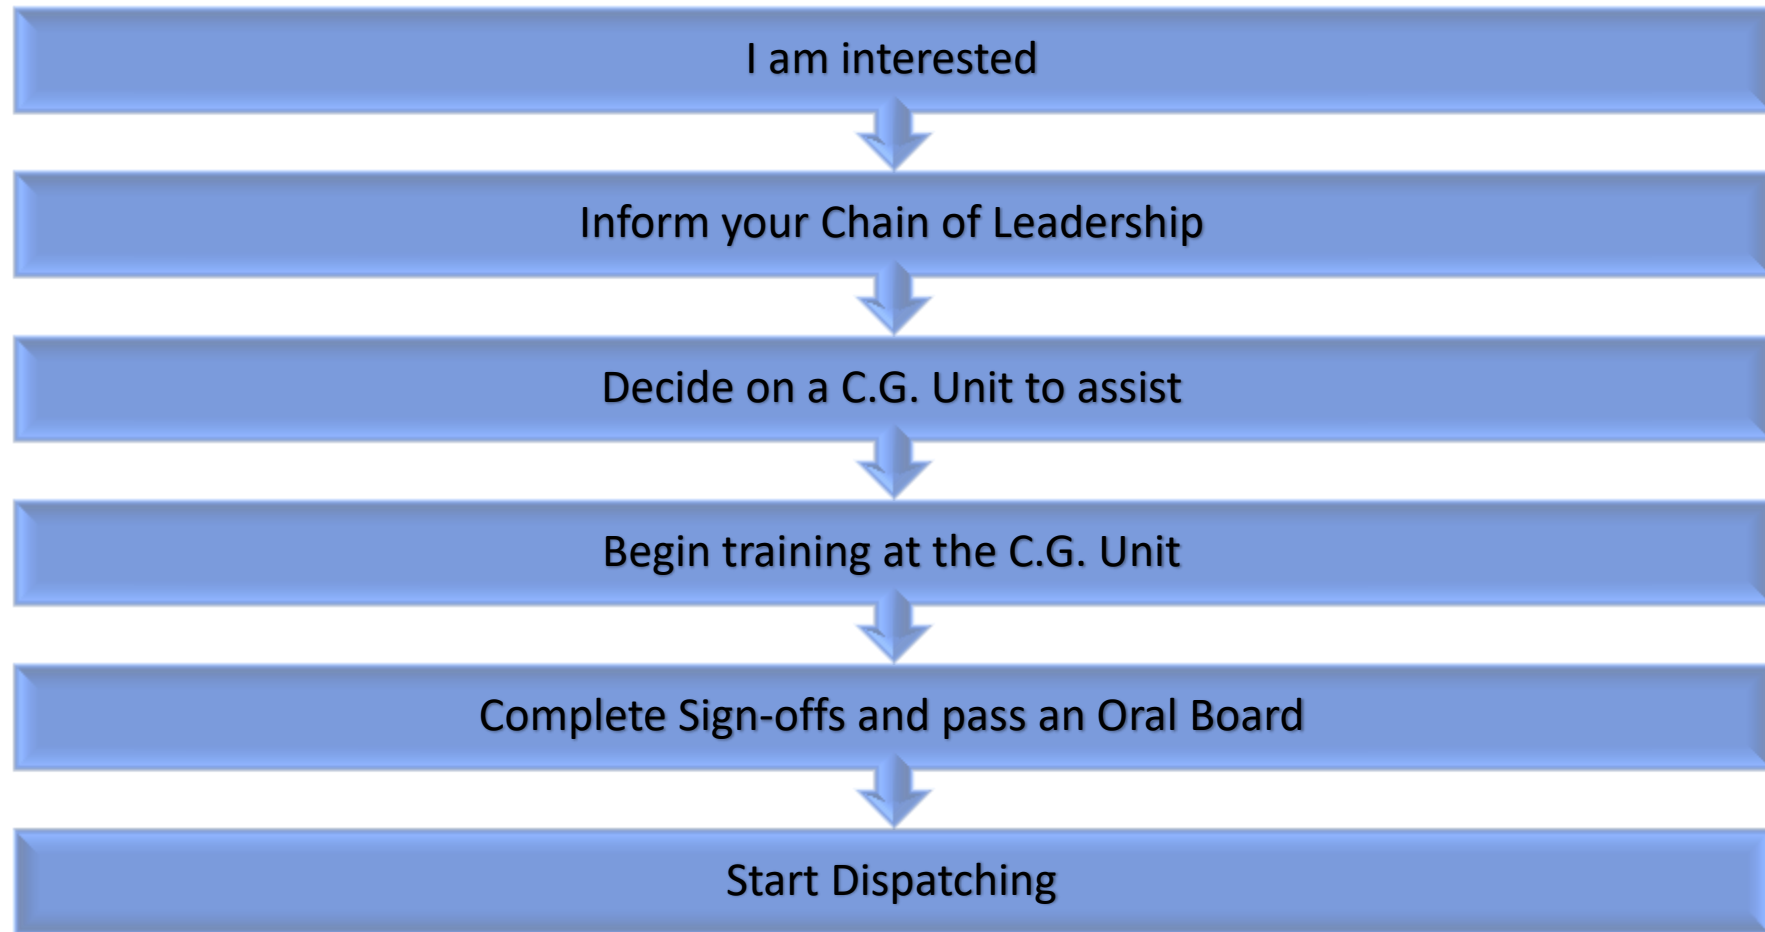 I am interested
Inform your Chain of Leadership
Decide on a C.G. Unit to assist
Begin training at the C.G. Unit
Complete Sign-offs and pass an Oral Board
Start Dispatching